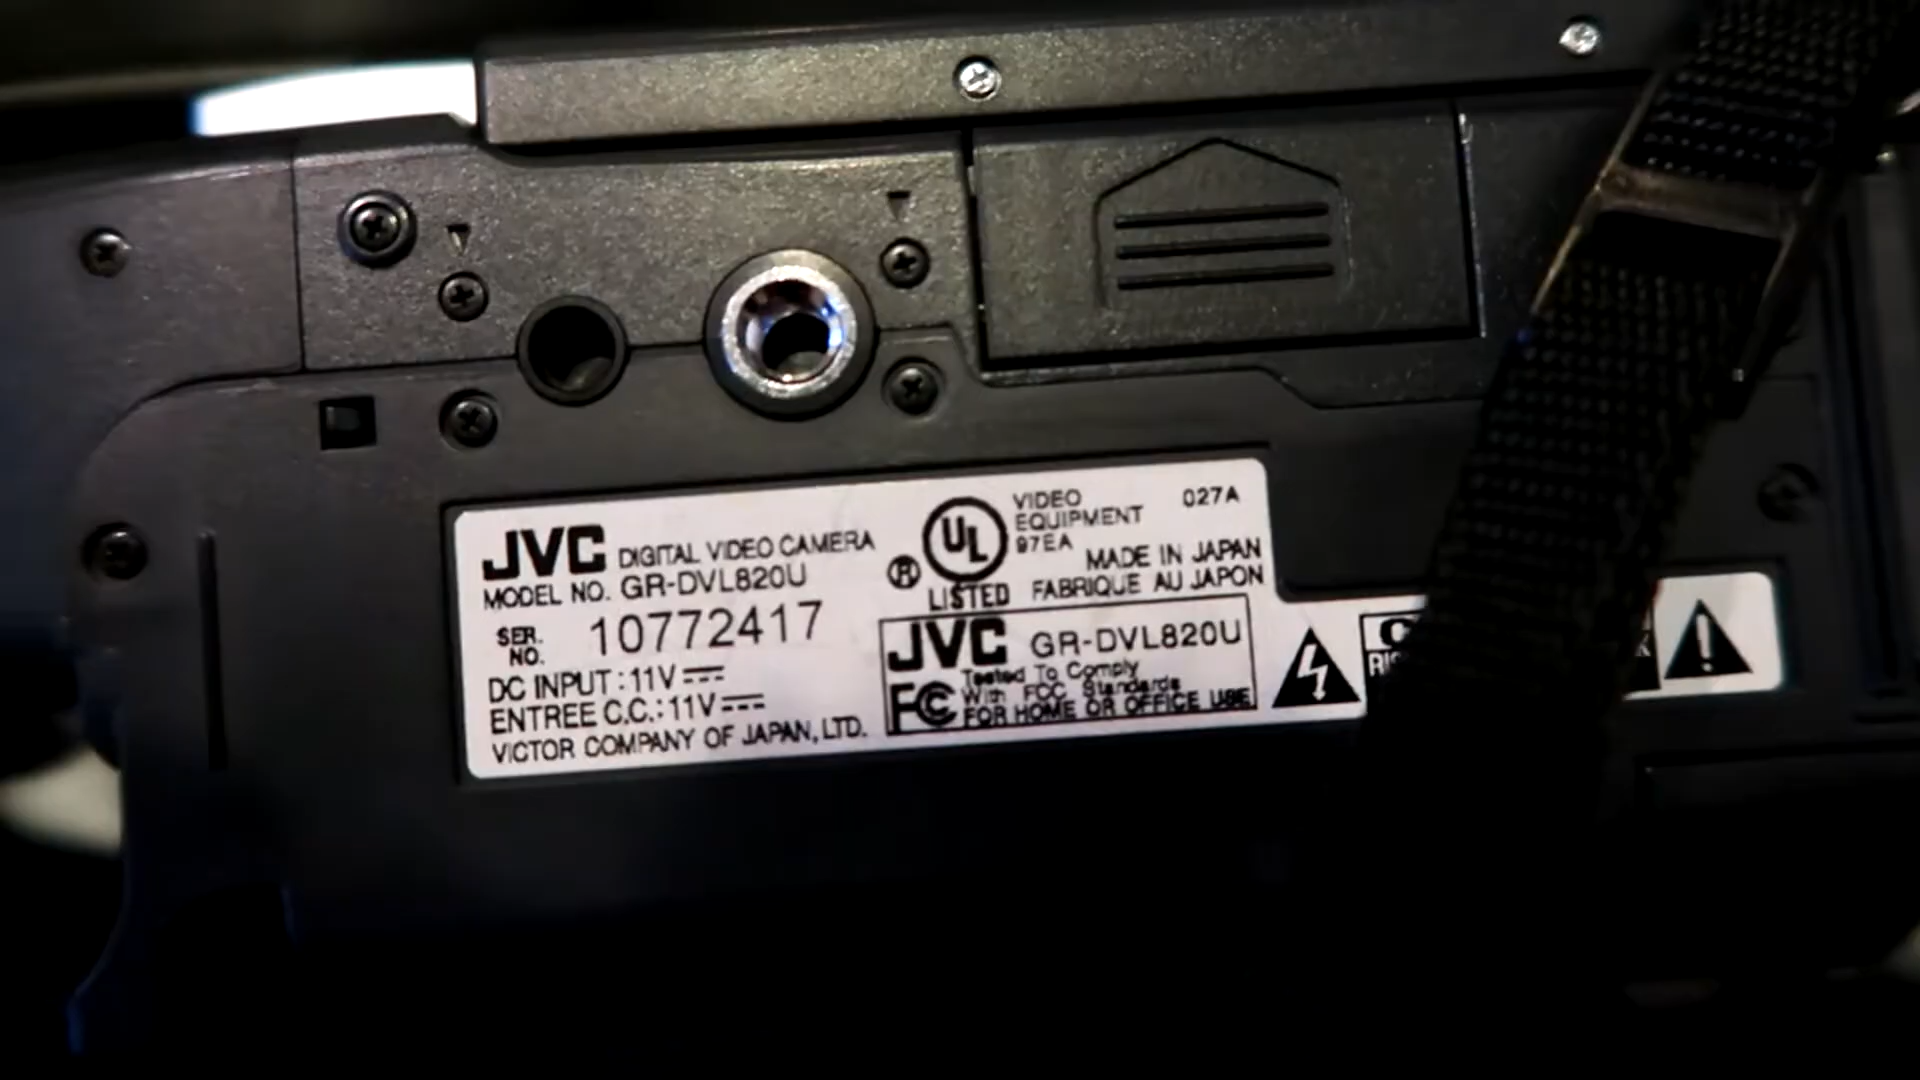 JVC DIGITAL VIDEO CAMERA
MODEL NO. GR-DVL820U
SER. NO. 10772417
DC INPUT : 11V
ENTREE C.C. : 11V
VICTOR COMPANY OF JAPAN, LTD.
R
UL
LISTED
VIDEO
EQUIPMENT
97EA
027A
MADE IN JAPAN
FABRIQUE AU JAPON
JVC GR-DVL820U
FC Tested To Comply
With FCC Standards
FOR HOME OR OFFICE USE
!